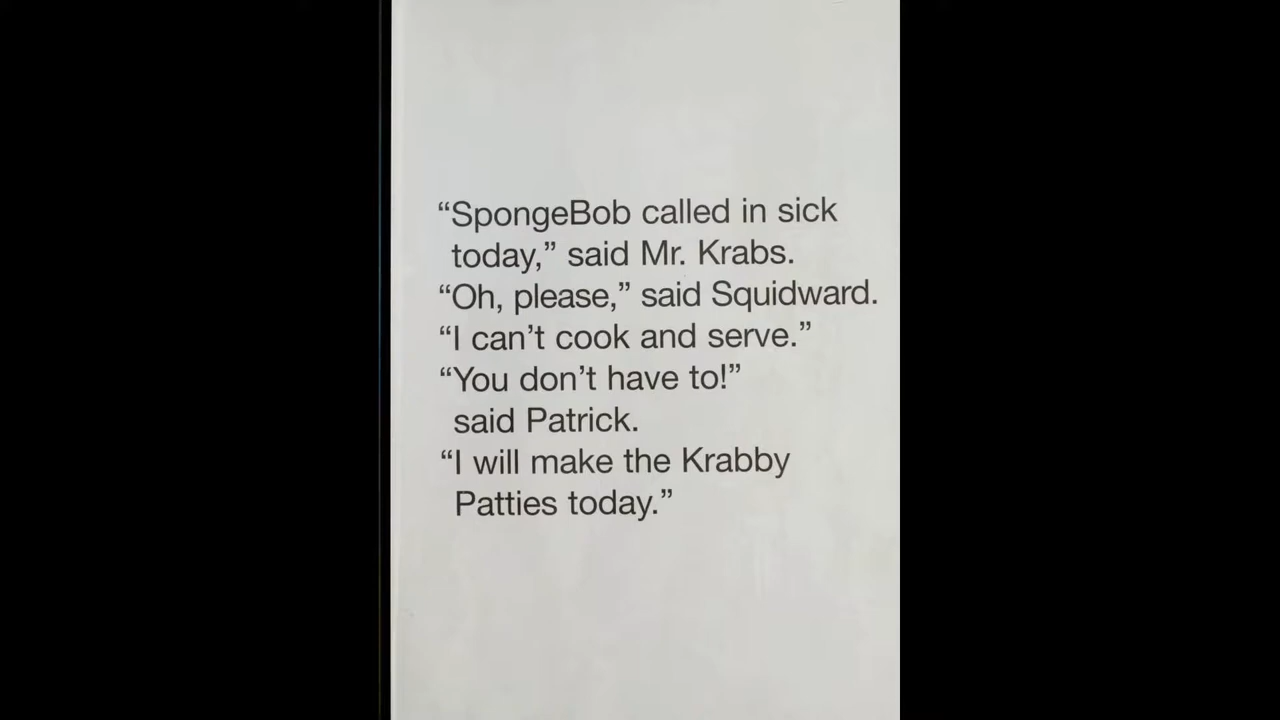 “SpongeBob called in sick
today,” said Mr. Krabs.
“Oh, please,” said Squidward.
“I can’t cook and serve.”
“You don’t have to!”
said Patrick.
“I will make the Krabby
Patties today.”